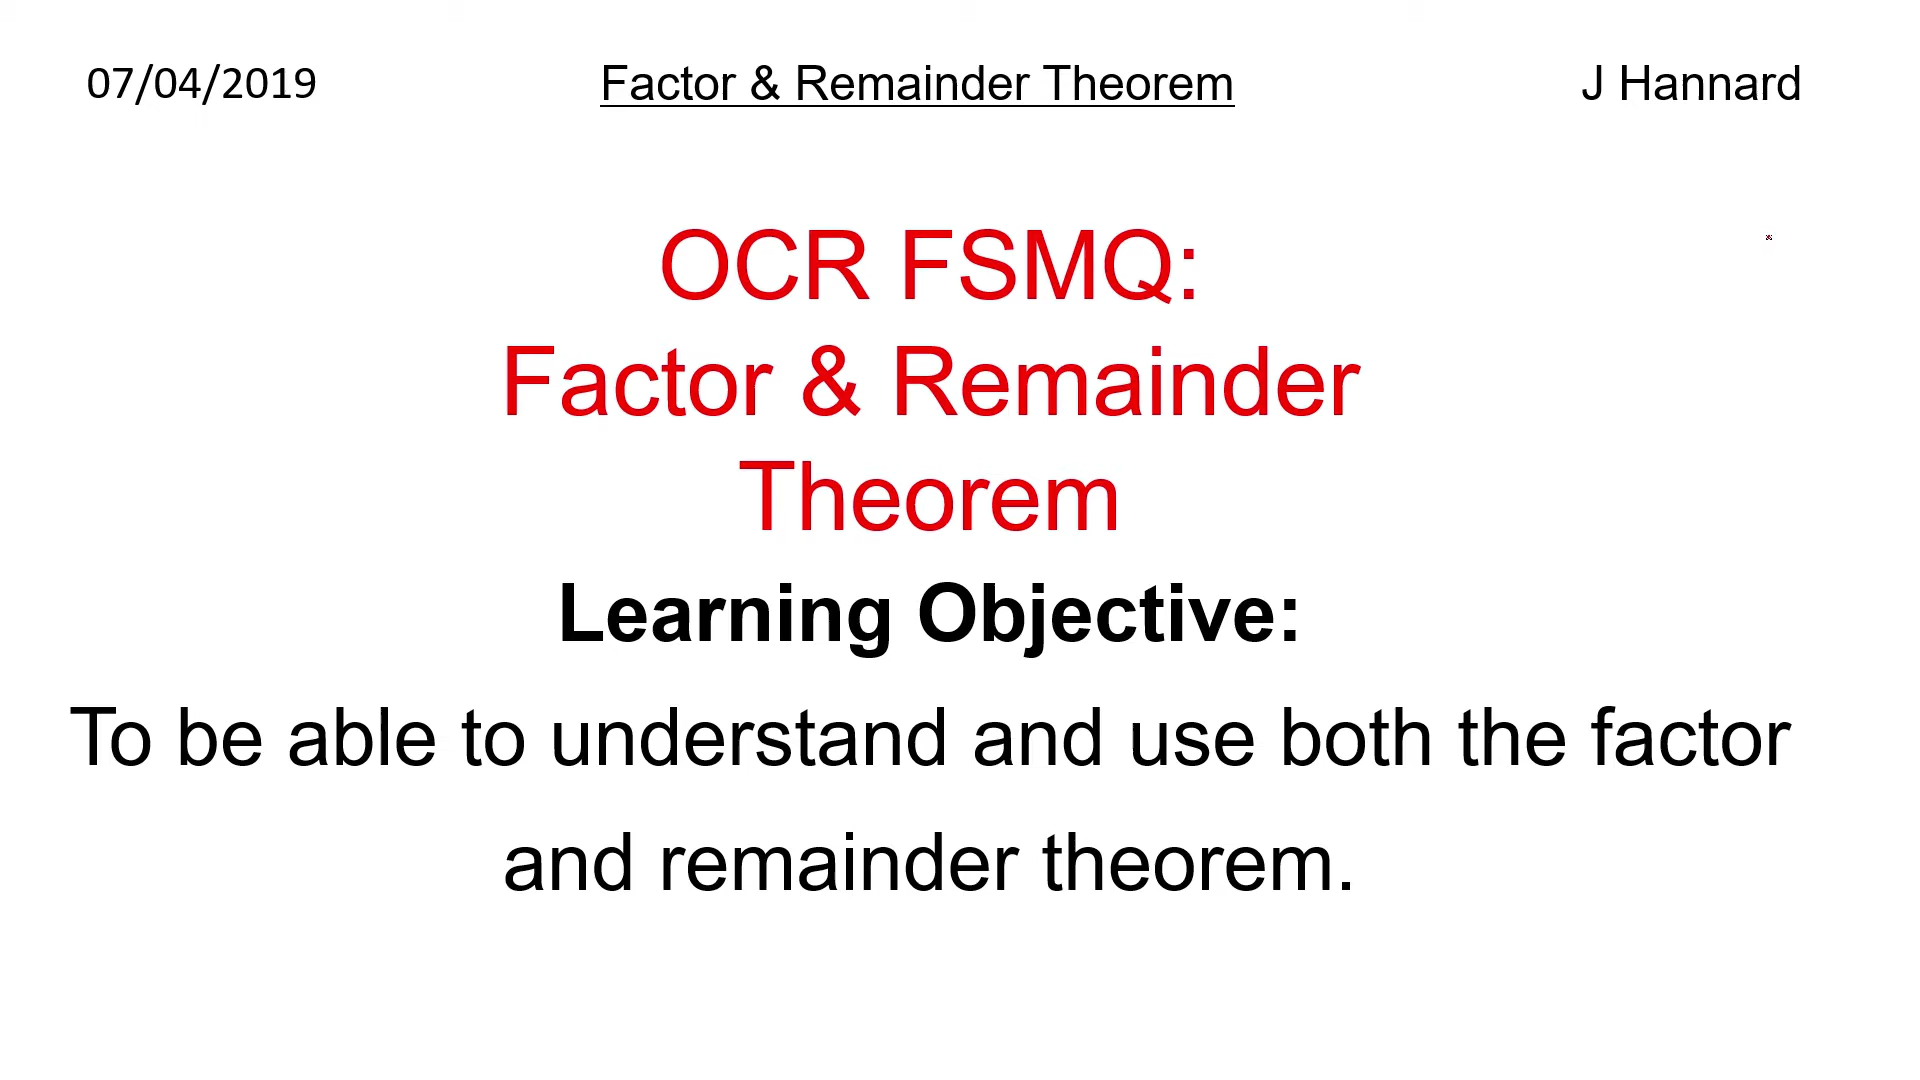 07/04/2019 Factor & Remainder Theorem J Hannard
OCR FSMQ:
Factor & Remainder
Theorem
Learning Objective:
To be able to understand and use both the factor
and remainder theorem.